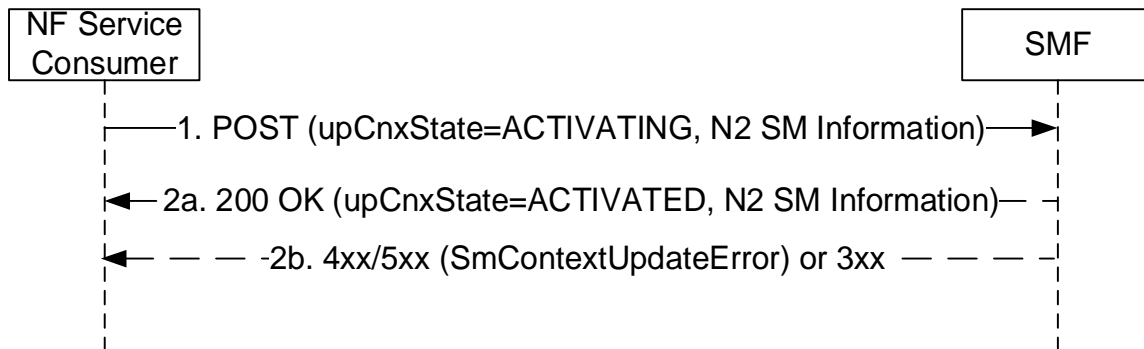 NF Service
Consumer
SMF
1. POST (upCnxState=ACTIVATING, N2 SM Information)
2a. 200 OK (upCnxState=ACTIVATED, N2 SM Information)
2b. 4xx/5xx (SmContextUpdateError) or 3xx